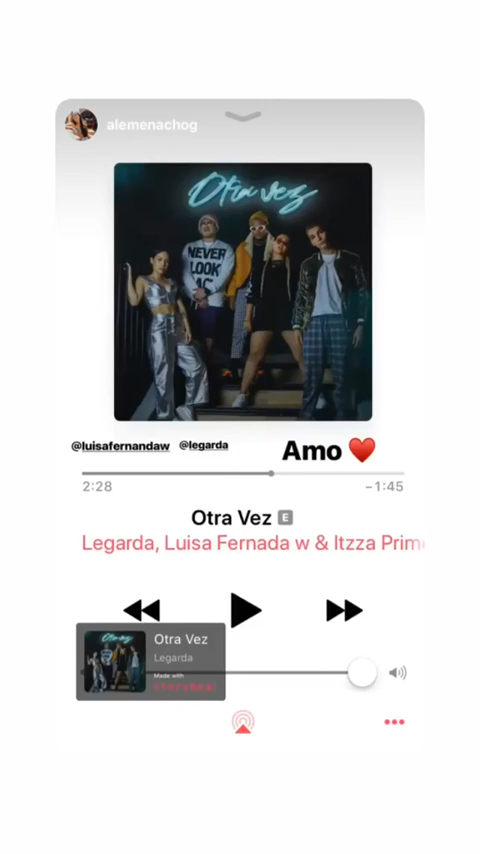 alemenachog
Otra vez
NEVER
LOOK
@luisafernandaw @legarda
Amo ❤️
2:28
-1:45
Otra Vez E
Legarda, Luisa Fernada w & Itzza Prim
Otra Vez
Legarda
Made with